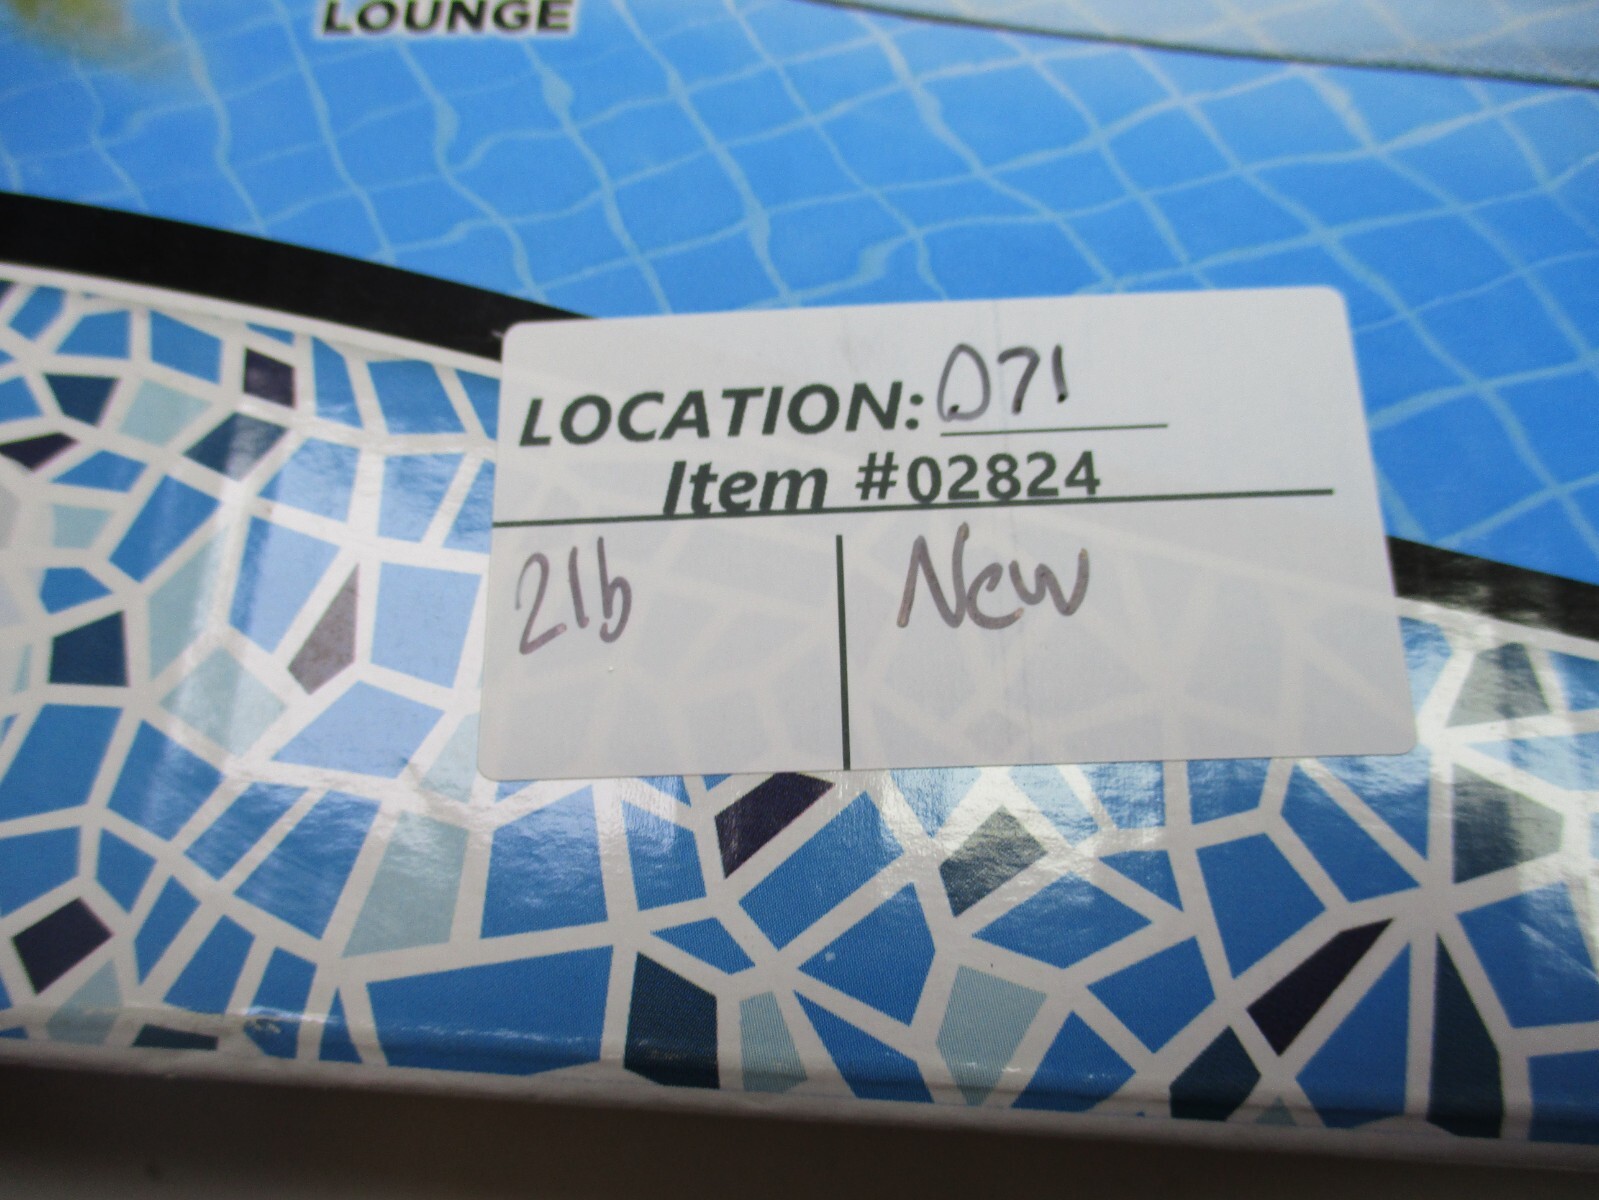 LOUNGE
LOCATION: 071
Item #02824
2lb
New